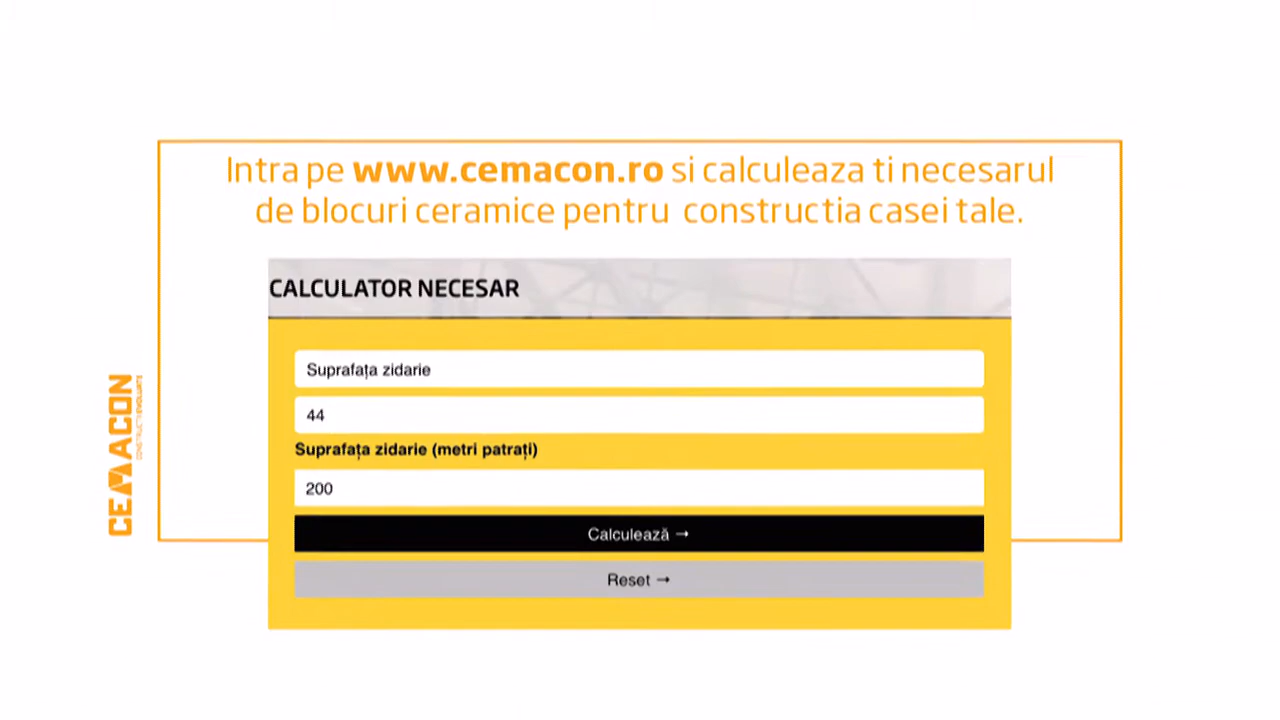 Intra pe www.cemacon.ro si calculeaza ti necesarul
de blocuri ceramice pentru constructia casei tale.
CALCULATOR NECESAR
Suprafața zidarie
44
Suprafața zidarie (metri patrați)
200
Calculează →
Reset →
CEMACON